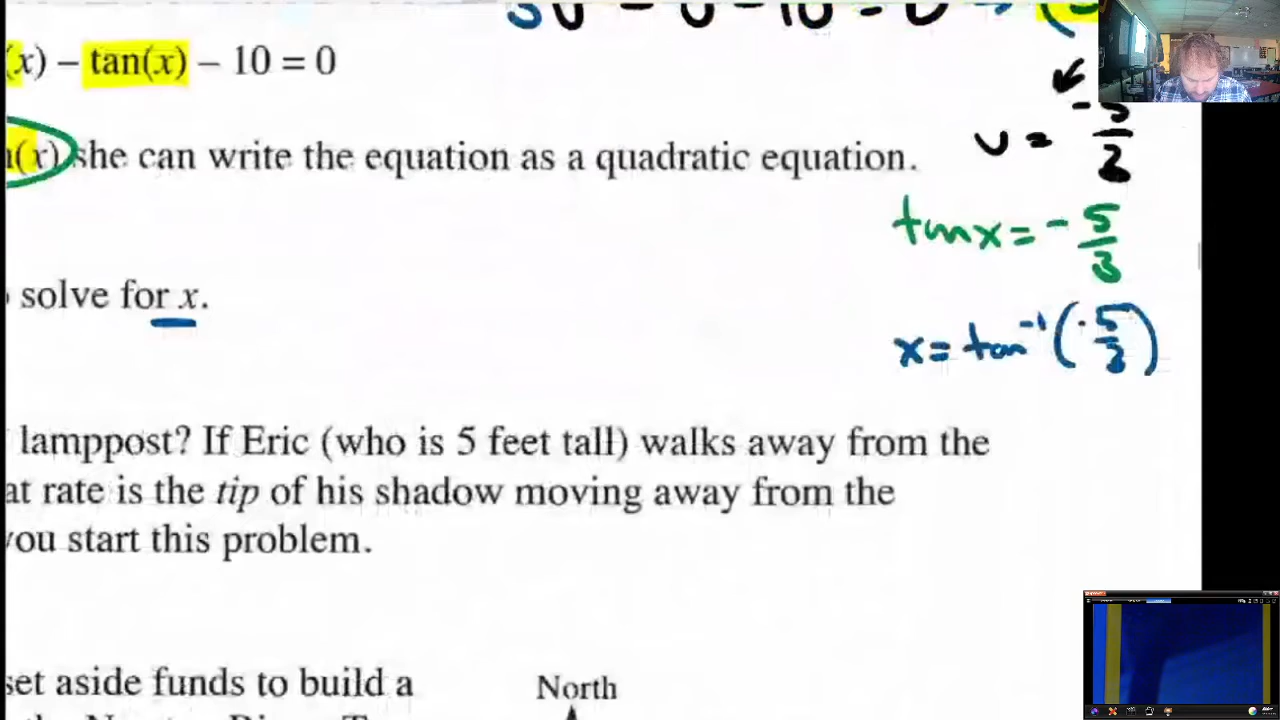 (x) – tan(x) – 10 = 0
(x) she can write the equation as a quadratic equation.
U = -5/2
tan x = - 5/3
solve for x.
x = tan⁻¹(-5/3)
lamppost? If Eric (who is 5 feet tall) walks away from the
at rate is the tip of his shadow moving away from the
you start this problem.
set aside funds to build a
North